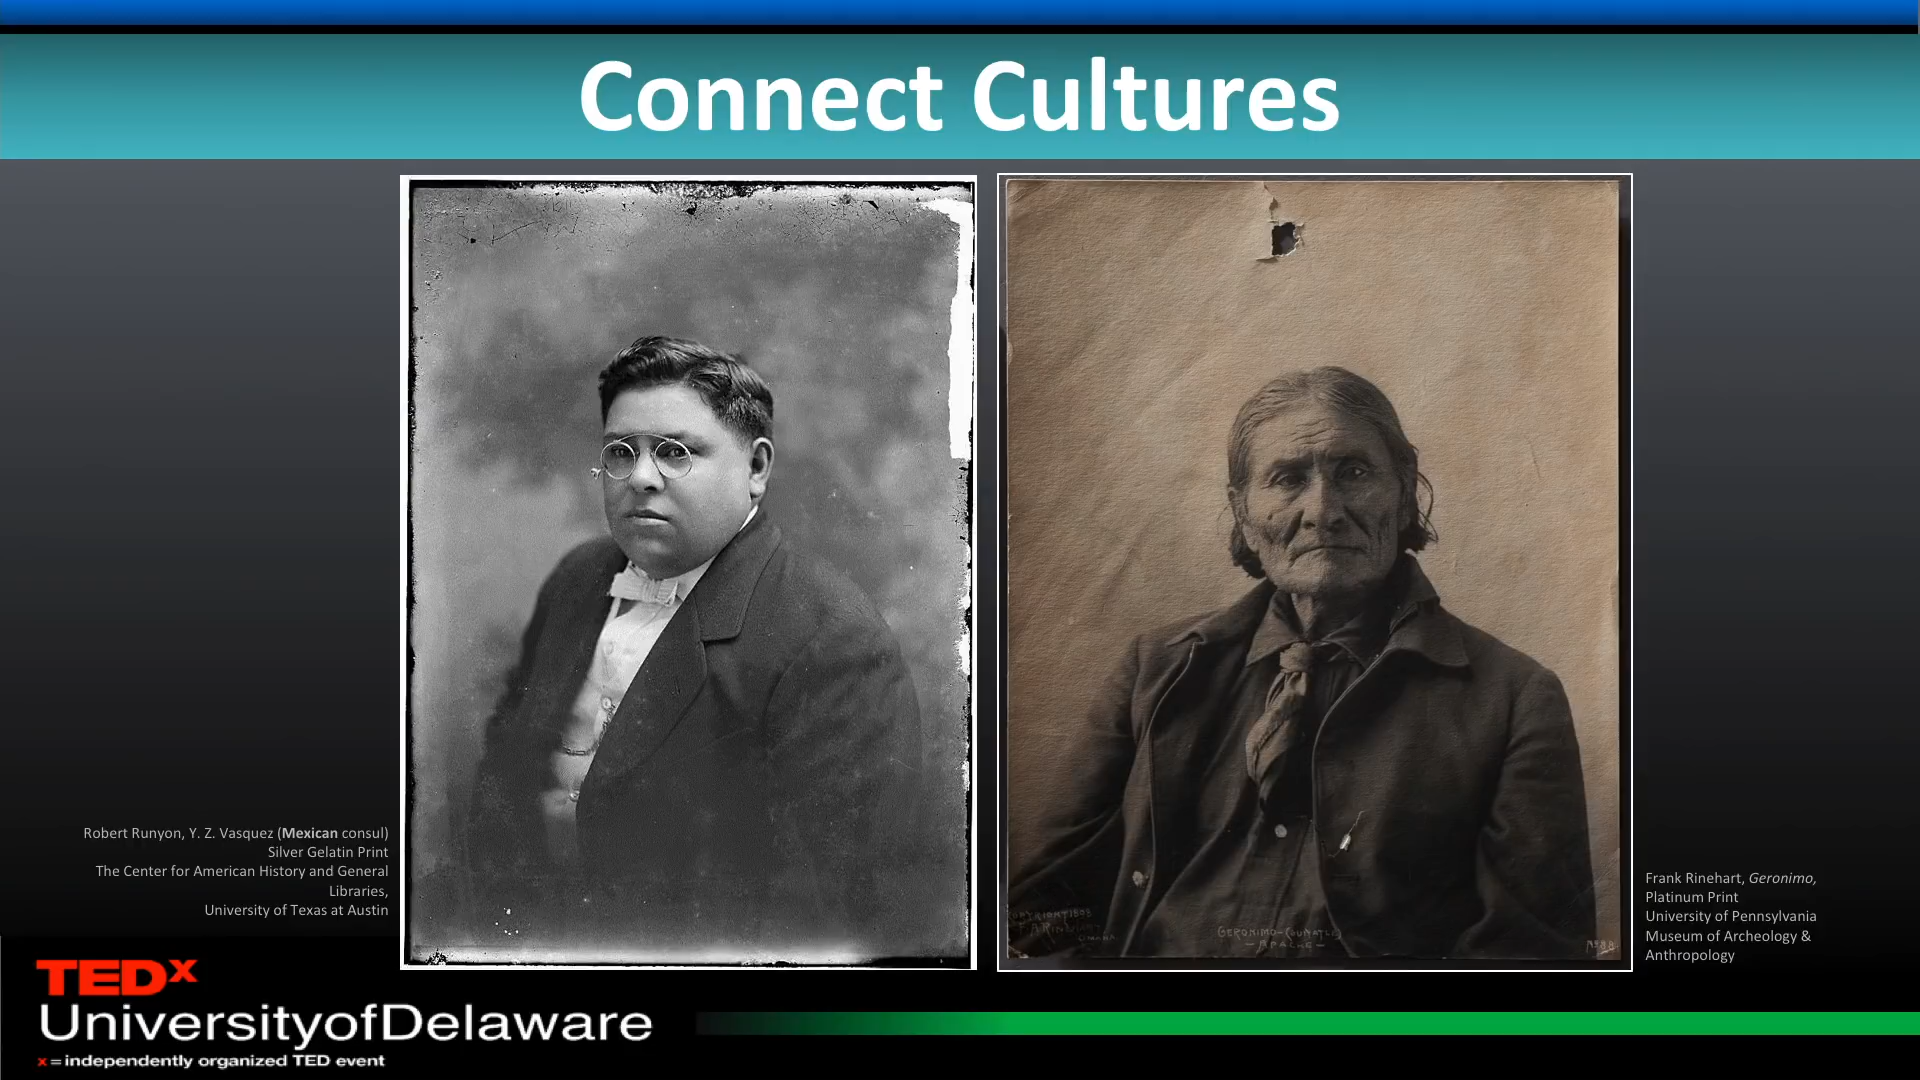 Connect Cultures
Robert Runyon, Y. Z. Vasquez (Mexican consul)
Silver Gelatin Print
The Center for American History and General
Libraries,
University of Texas at Austin
Frank Rinehart, Geronimo,
Platinum Print
University of Pennsylvania
Museum of Archeology &
Anthropology
GERONIMO
-APACHE-
TEDx
UniversityofDelaware
x = independently organized TED event